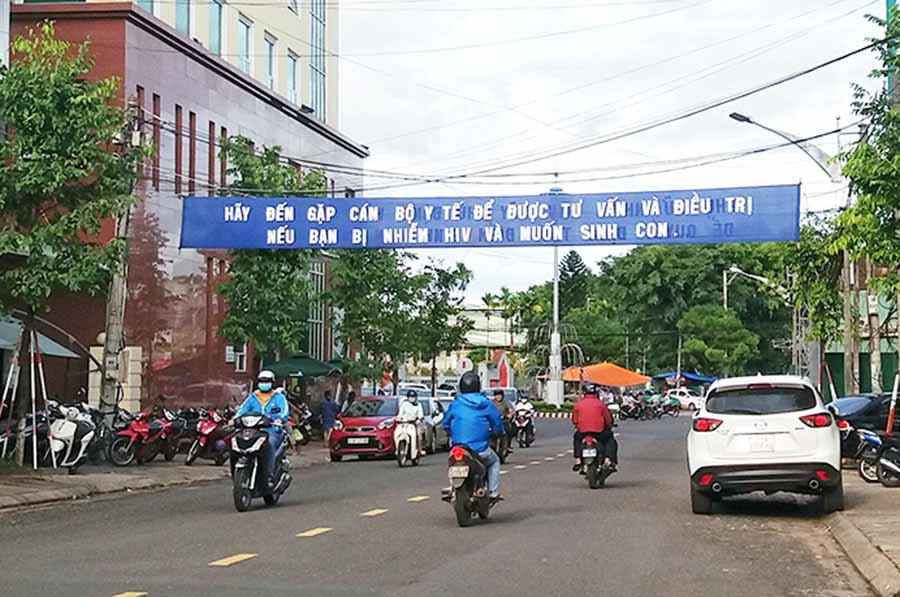 HÃY ĐẾN GẶP CÁN BỘ Y TẾ ĐỂ ĐƯỢC TƯ VẤN VÀ ĐIỀU TRỊ
NẾU BẠN BỊ NHIỄM HIV VÀ MUỐN SINH CON.